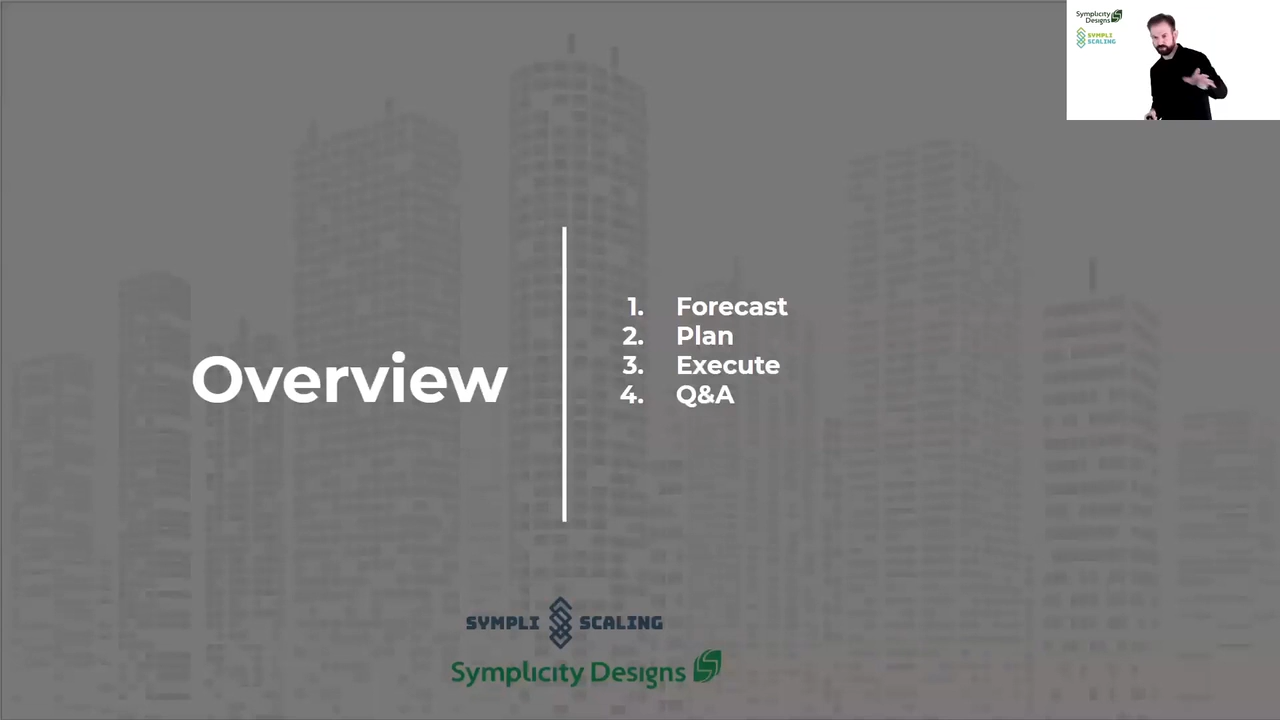 Symplicity
Designs
SYMPLI
SCALING
Overview
1. Forecast
2. Plan
3. Execute
4. Q&A
SYMPLI SCALING
Symplicity Designs